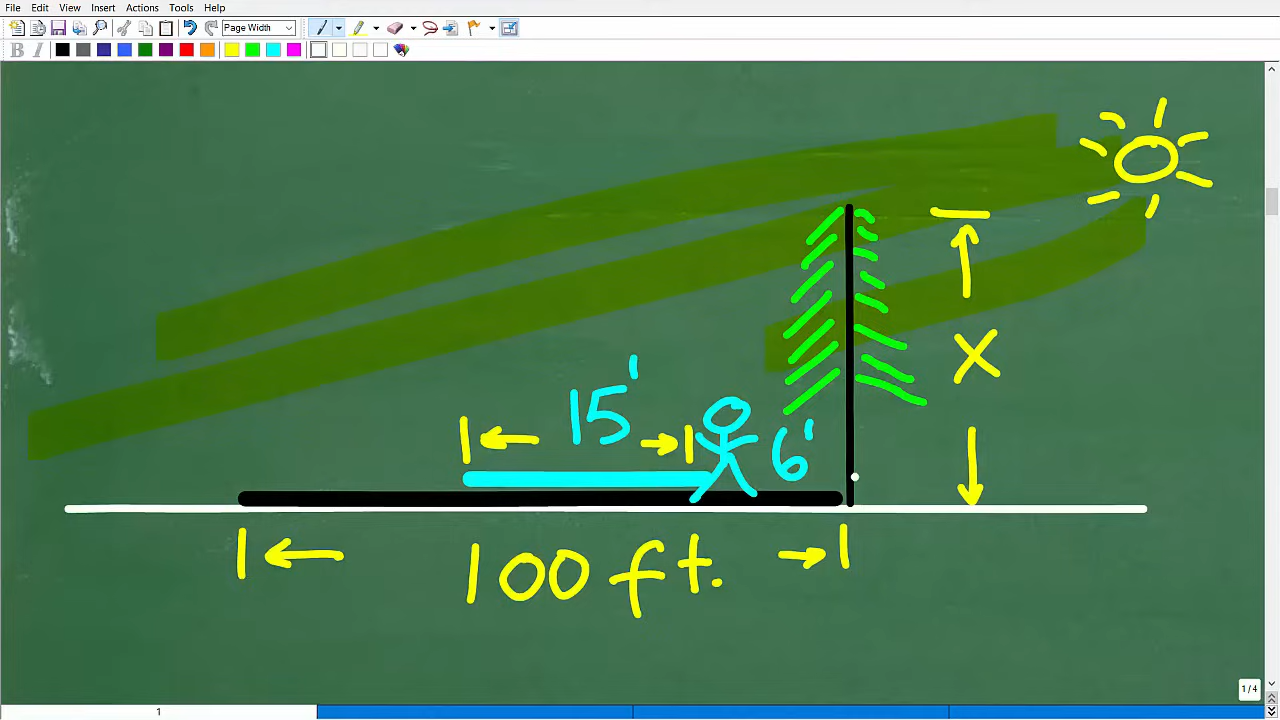 File Edit View Insert Actions Tools Help
Page Width
B I
X
15'
6'
100 ft.
1/4
1